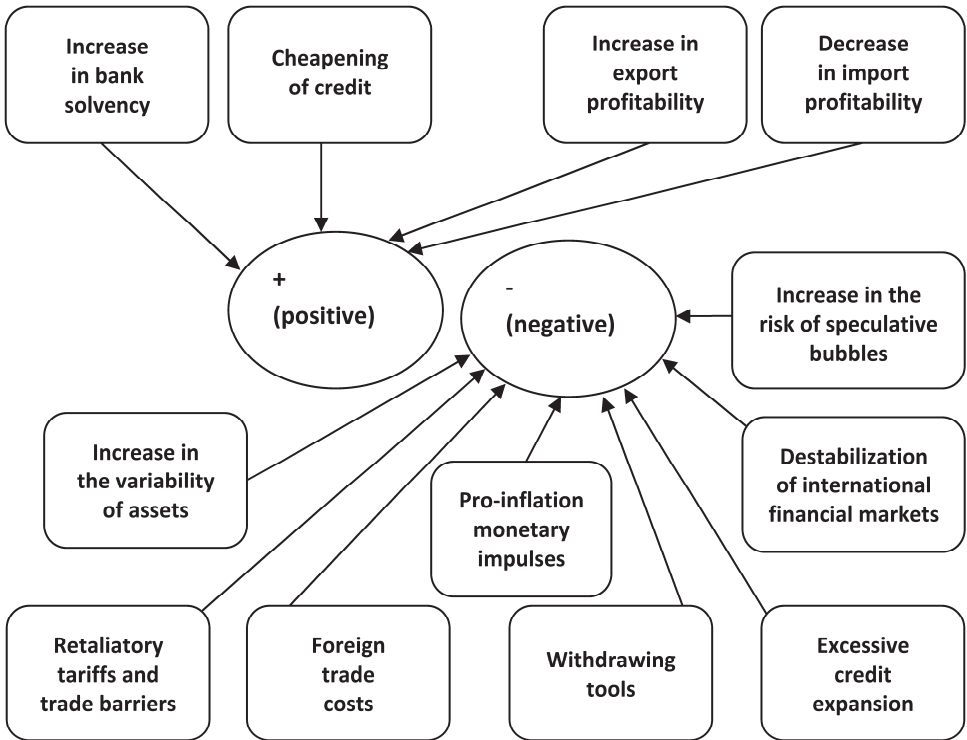 Increase
in bank
solvency
Cheapening
of credit
Increase in
export
profitability
Decrease
in import
profitability
+
(positive)
-
(negative)
Increase in the
risk of speculative
bubbles
Increase in
the variability
of assets
Pro-inflation
monetary
impulses
Destabilization
of international
financial markets
Retaliatory
tariffs and
trade barriers
Foreign
trade
costs
Withdrawing
tools
Excessive
credit
expansion